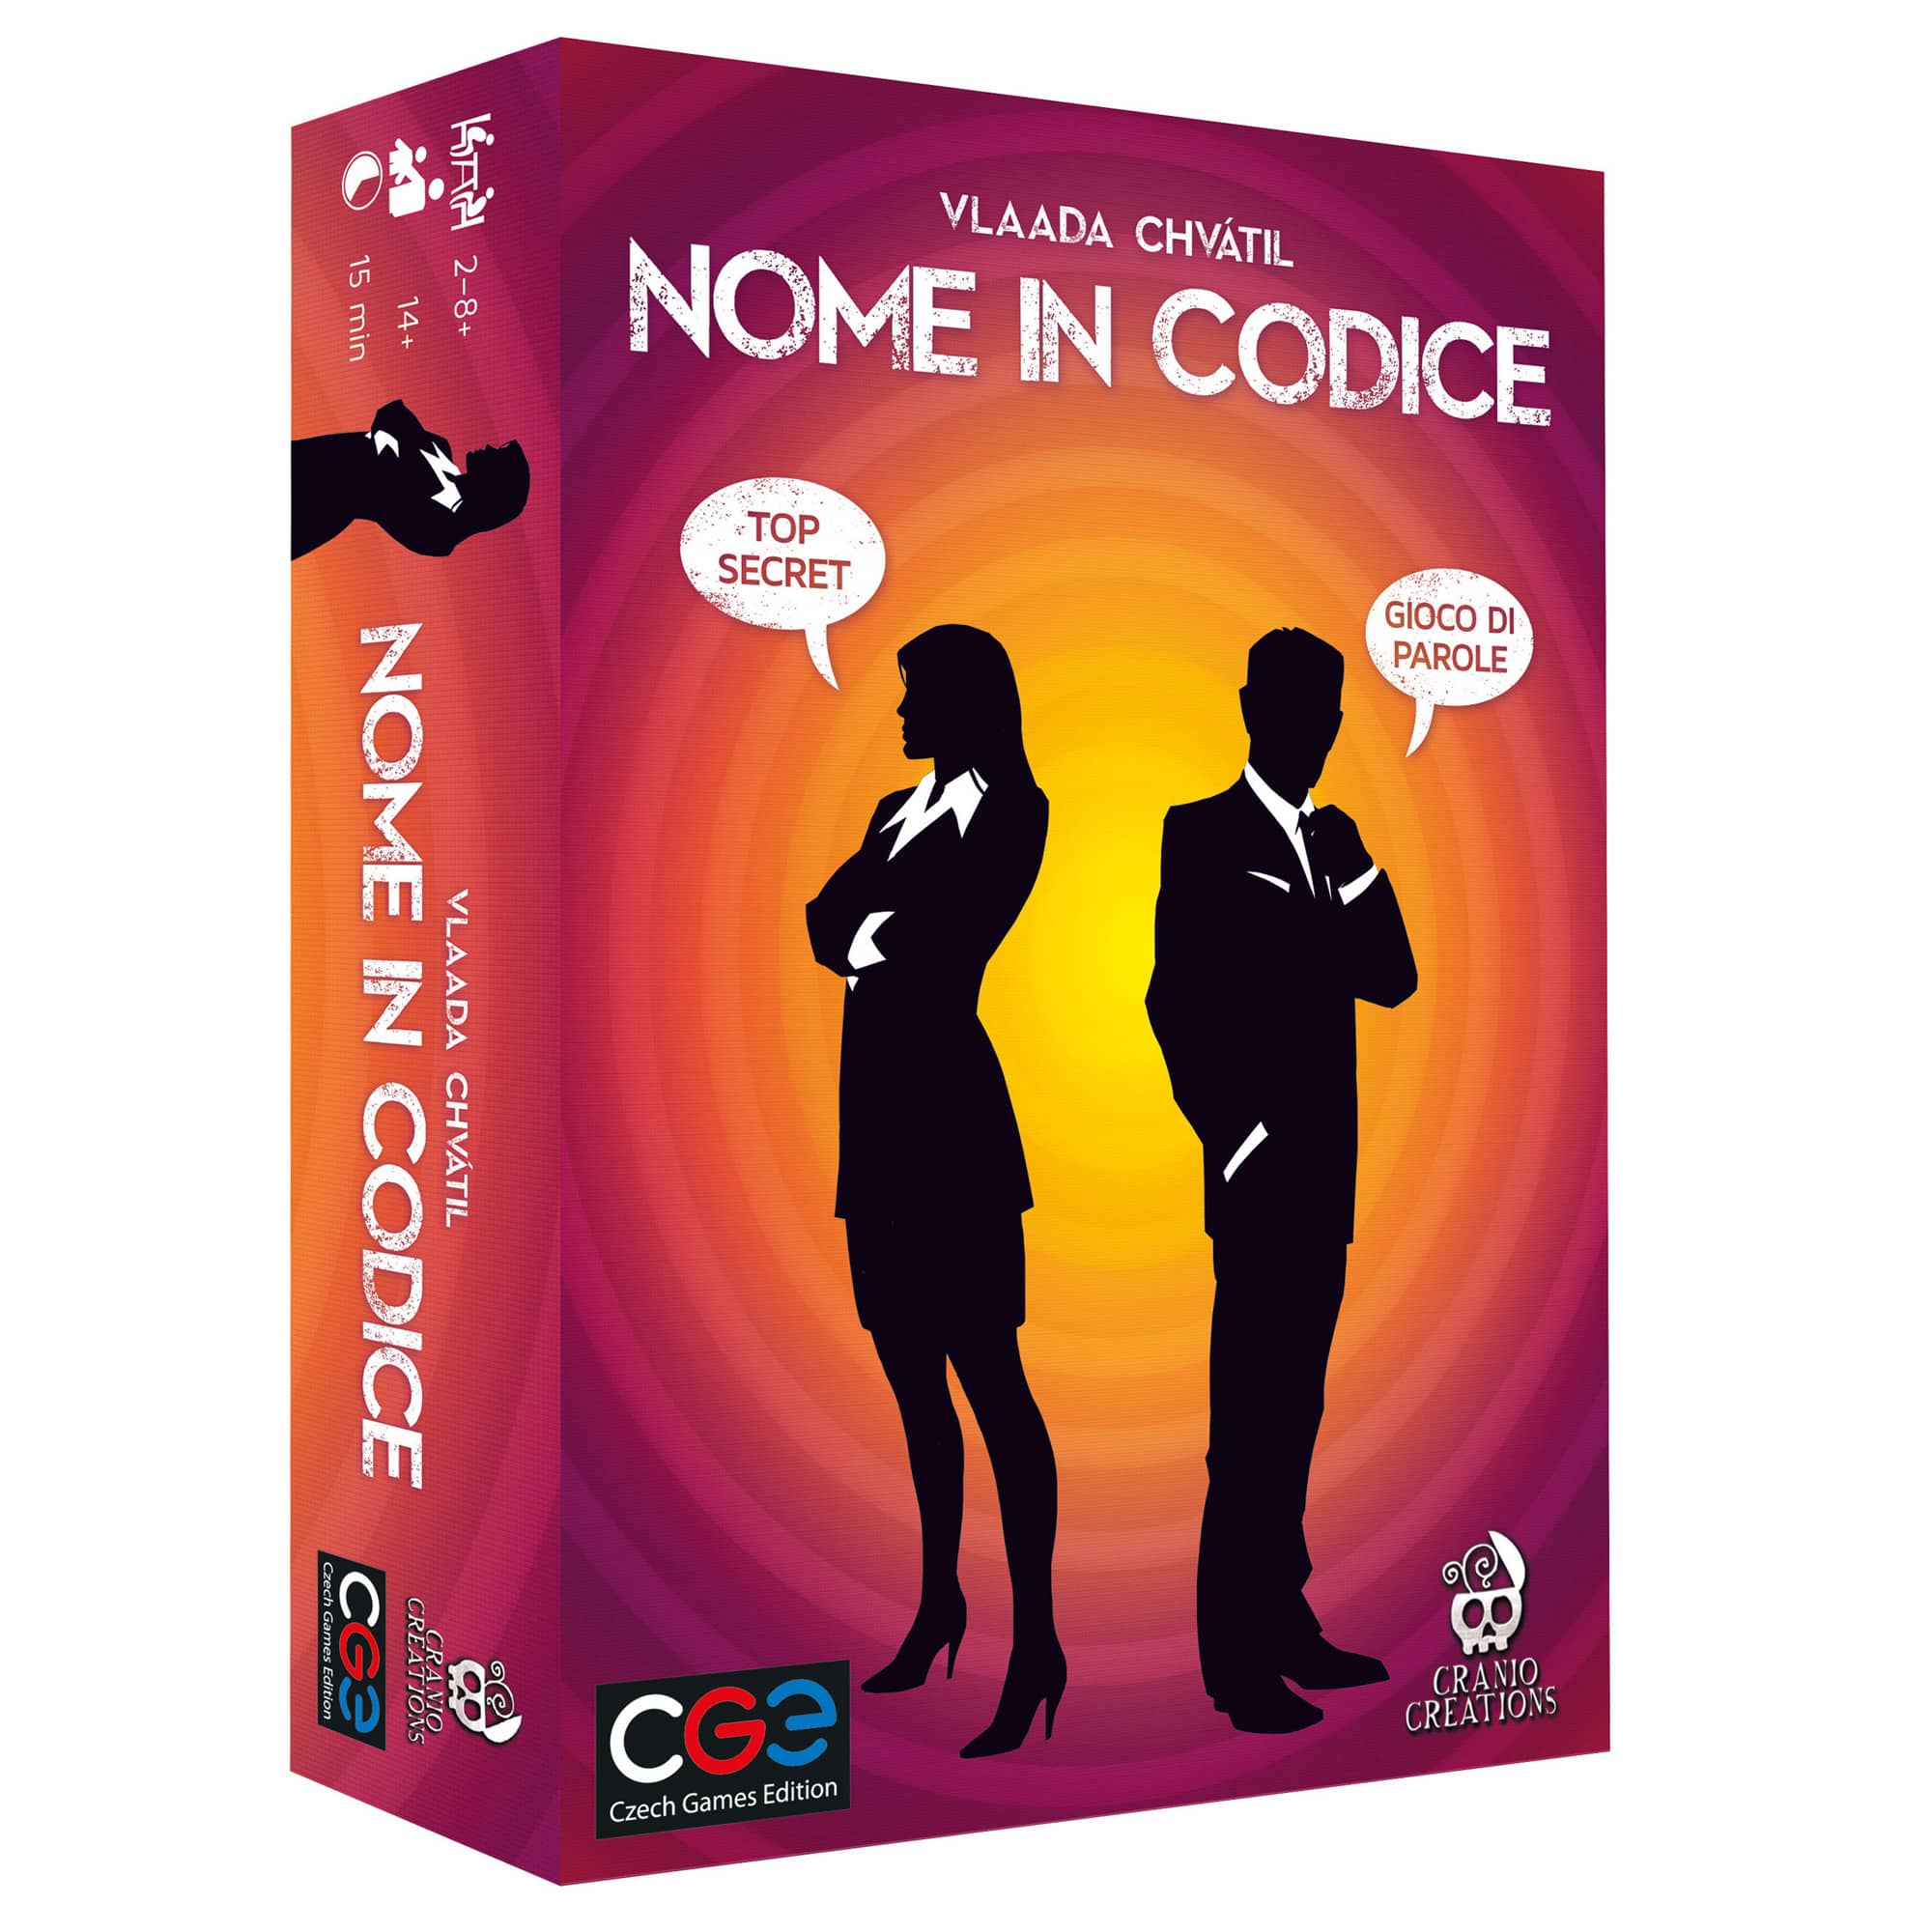 VLAADA CHVÁTIL
NOME IN CODICE
TOP
SECRET
GIOCO DI
PAROLE
CGE
Czech Games Edition
CRANIO
CREATIONS
2-8+
14+
15 min
NOME IN CODICE
VLAADA CHVÁTIL
CGE
Czech Games Edition
CRANIO
CREATIONS